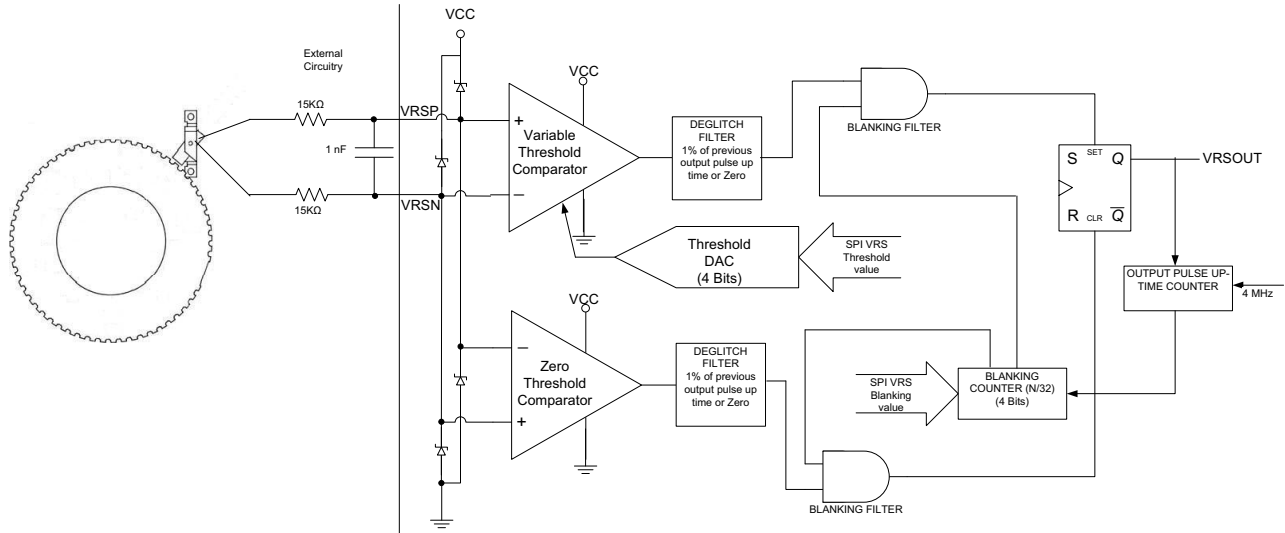 VCC
External
Circuitry
15KΩ
VRSP
1 nF
15KΩ
VRSN
VCC
+
Variable
Threshold
Comparator
−
DEGLITCH
FILTER
1% of previous
output pulse up
time or Zero
BLANKING FILTER
S SET Q
R CLR Q̅
VRSOUT
Threshold
DAC
(4 Bits)
SPI VRS
Threshold
value
OUTPUT PULSE UP-
TIME COUNTER
4 MHz
VCC
−
Zero
Threshold
Comparator
+
DEGLITCH
FILTER
1% of previous
output pulse up
time or Zero
SPI VRS
Blanking
value
BLANKING
COUNTER (N/32)
(4 Bits)
BLANKING FILTER